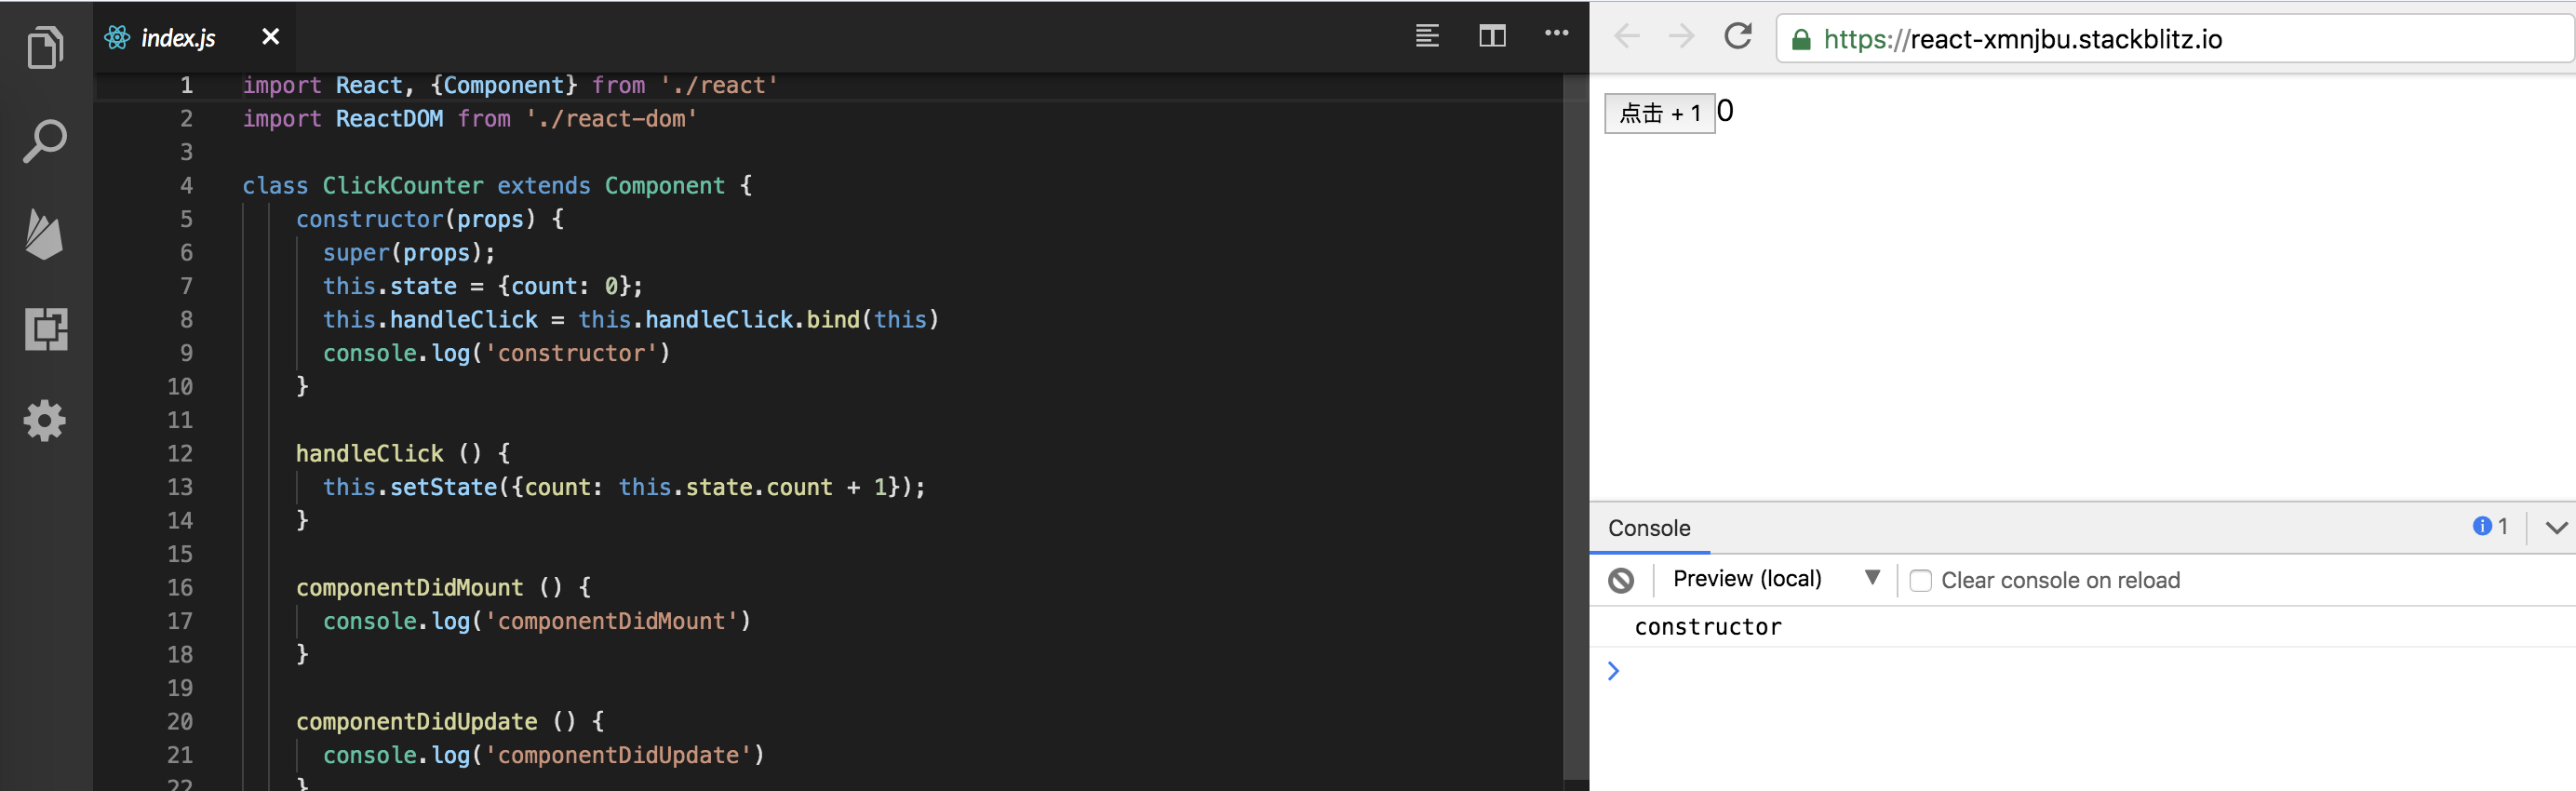 index.js
1 import React, {Component} from './react'
2 import ReactDOM from './react-dom'
3
4 class ClickCounter extends Component {
5 constructor(props) {
6 super(props);
7 this.state = {count: 0};
8 this.handleClick = this.handleClick.bind(this)
9 console.log('constructor')
10 }
11
12 handleClick () {
13 this.setState({count: this.state.count + 1});
14 }
15
16 componentDidMount () {
17 console.log('componentDidMount')
18 }
19
20 componentDidUpdate () {
21 console.log('componentDidUpdate')
22 }
https://react-xmnjbu.stackblitz.io
点击 + 1 0
Console 1
Preview (local) ▼ Clear console on reload
constructor